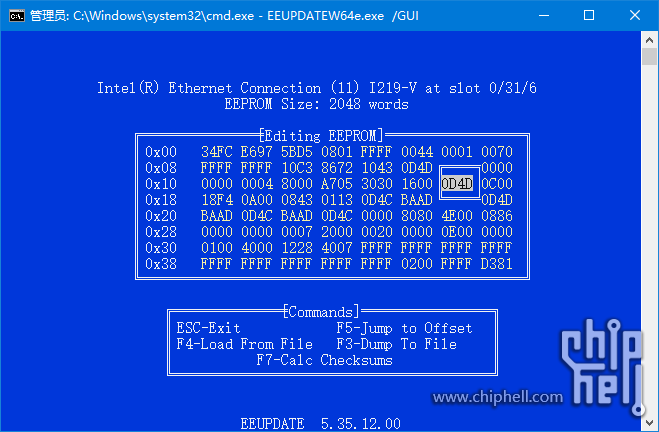 管理员: C:\Windows\system32\cmd.exe - EEUPDATEW64e.exe /GUI
Intel(R) Ethernet Connection (11) I219-V at slot 0/31/6
EEPROM Size: 2048 words
[Editing EEPROM]
0x00 34FC E697 5BD5 0801 FFFF 0044 0001 0070
0x08 FFFF FFFF 10C3 8672 1043 0D4D 0000
0x10 0000 0004 8000 A705 3030 1600 0D4D 0C00
0x18 18F4 0A00 0843 0113 0D4C BAAD 0D4D
0x20 BAAD 0D4C BAAD 0D4C 0000 8080 4E00 0886
0x28 0000 0000 0007 2000 0020 0000 0E00 0000
0x30 0100 4000 1228 4007 FFFF FFFF FFFF FFFF
0x38 FFFF FFFF FFFF FFFF FFFF 0200 FFFF D381
[Commands]
ESC-Exit F5-Jump to Offset
F4-Load From File F3-Dump To File
F7-Calc Checksums
chip
hell
www.chiphell.com
EEUPDATE 5.35.12.00